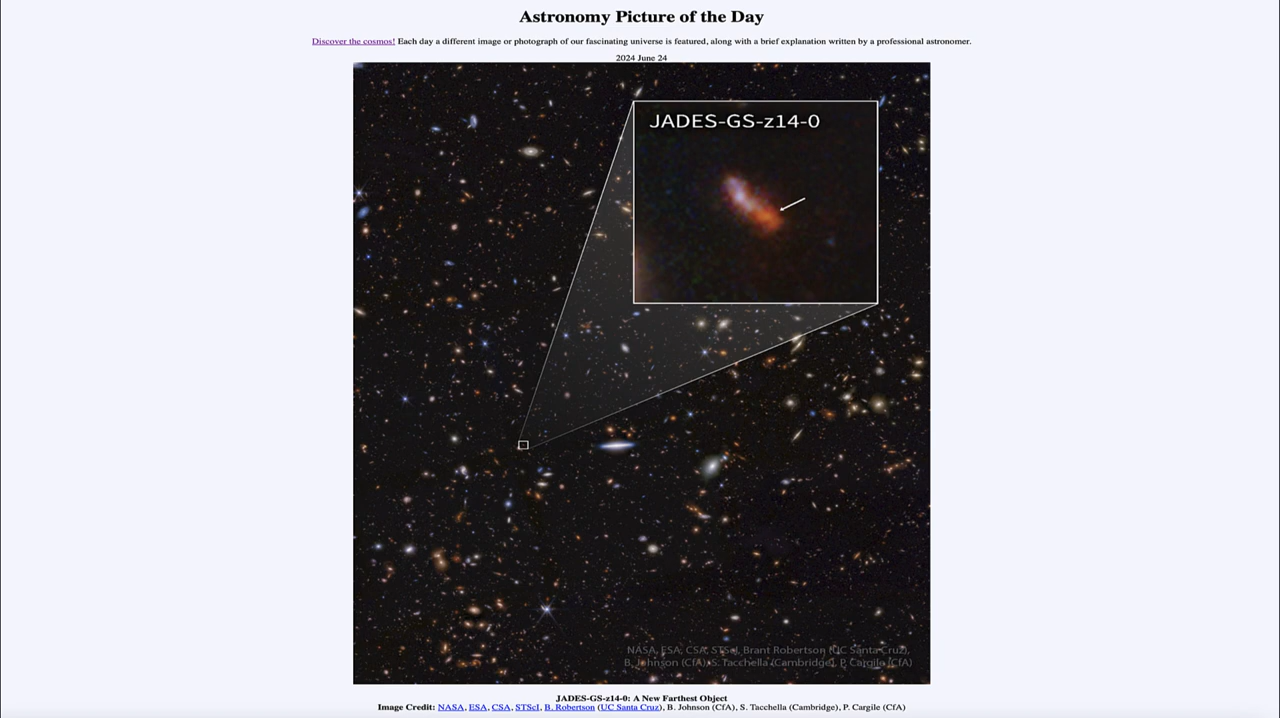 Astronomy Picture of the Day
Discover the cosmos! Each day a different image or photograph of our fascinating universe is featured, along with a brief explanation written by a professional astronomer.
2024 June 24
JADES-GS-z14-0
NASA, ESA, CSA, STScI, Brant Robertson (UC Santa Cruz),
B. Johnson (CfA), S. Tacchella (Cambridge), P. Cargile (CfA)
JADES-GS-z14-0: A New Farthest Object
Image Credit: NASA, ESA, CSA, STScI, B. Robertson (UC Santa Cruz), B. Johnson (CfA), S. Tacchella (Cambridge), P. Cargile (CfA)